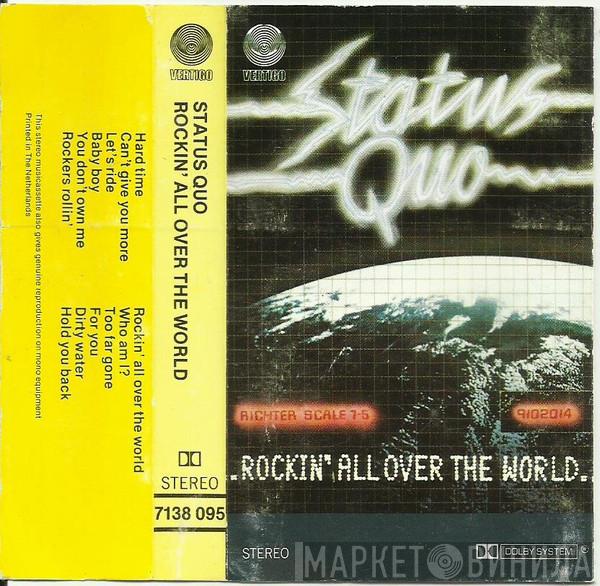 Hard time
Can't give you more
Let's ride
Baby boy
You don't own me
Rockers rollin'
Rockin' all over the world
Who am I?
Too far gone
For you
Dirty water
Hold you back
This stereo musicassette also gives genuine reproduction on mono equipment
Printed in The Netherlands
VERTIGO
STATUS QUO
ROCKIN' ALL OVER THE WORLD
STEREO
7138 095
VERTIGO
Status
Quo
RICHTER SCALE 7·5
9102014
..ROCKIN' ALL OVER THE WORLD..
STEREO
DOLBY SYSTEM ®
МАРКЕТ ВИНИЛА